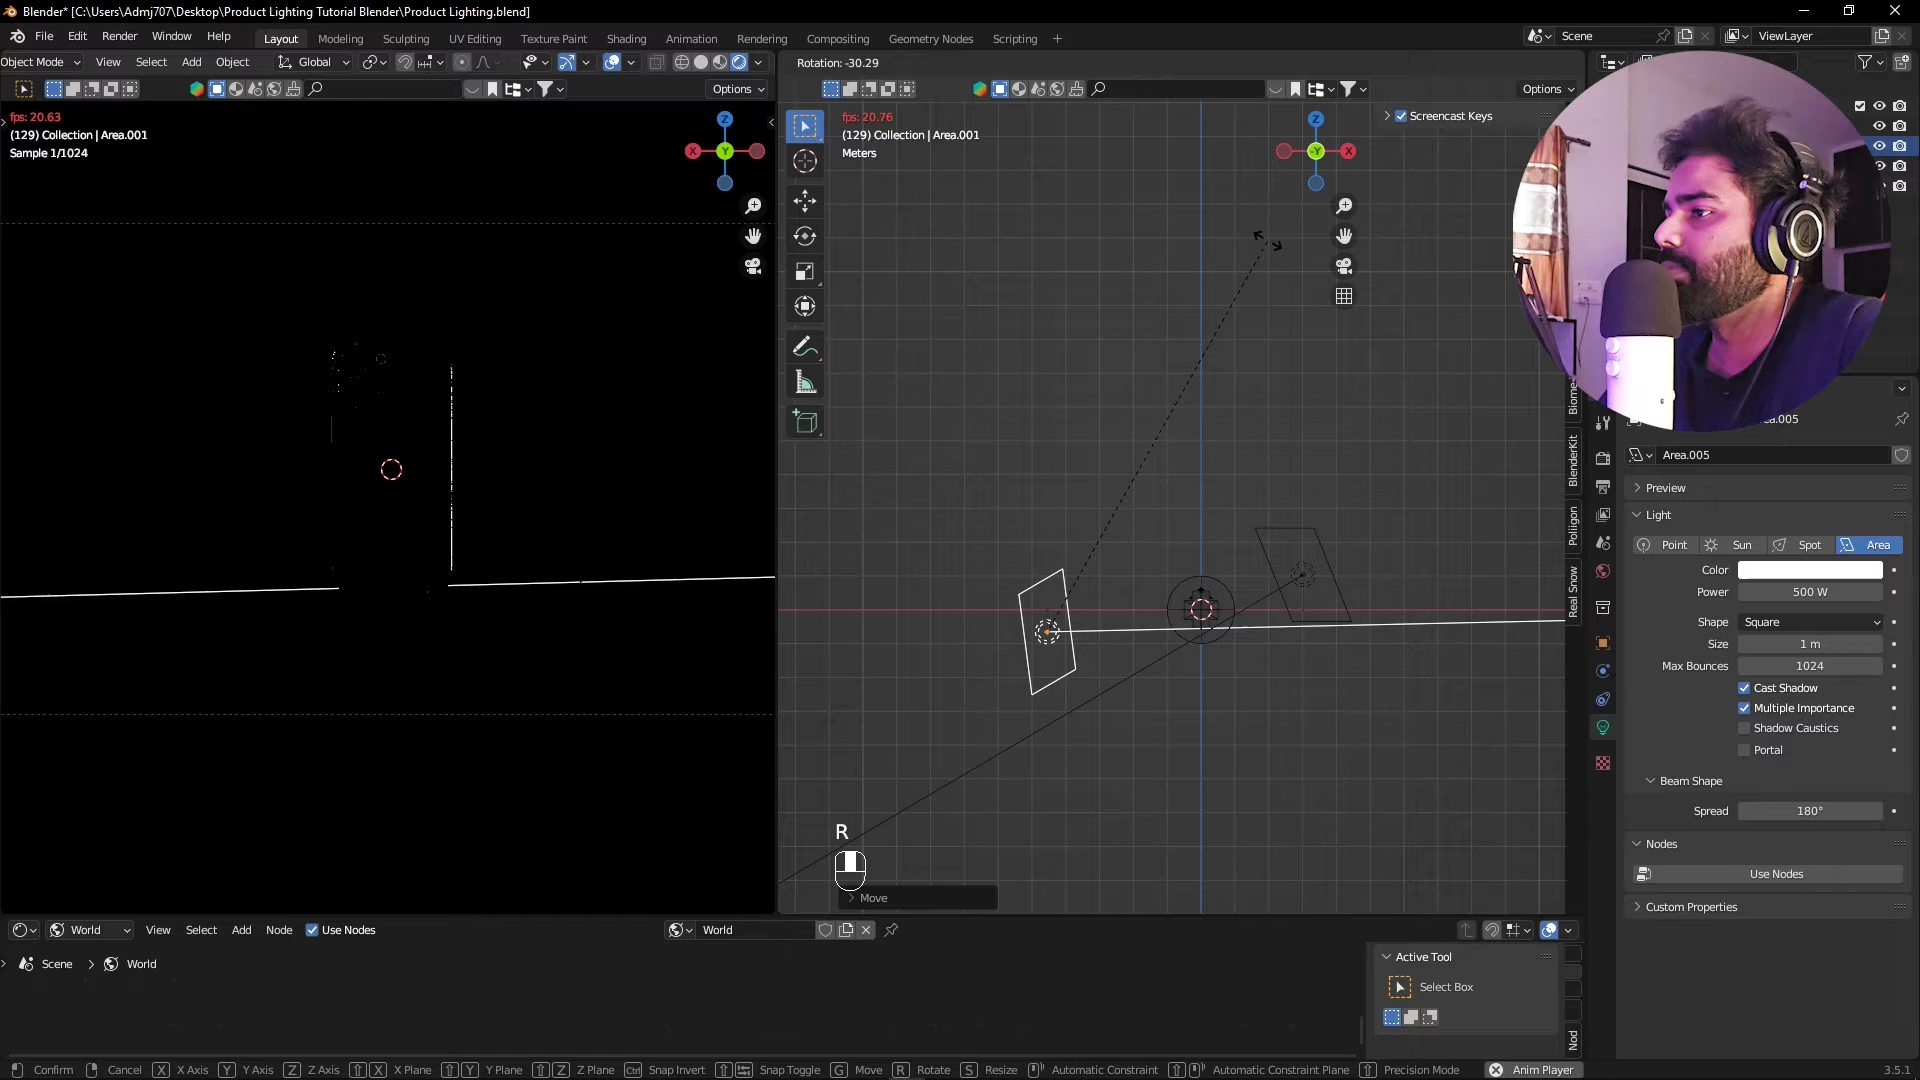 Blender* [C:\Users\Admj707\Desktop\Product Lighting Tutorial Blender\Product Lighting.blend]
File Edit Render Window Help Layout Modeling Sculpting UV Editing Texture Paint Shading Animation Rendering Compositing Geometry Nodes Scripting + Scene ViewLayer
Object Mode View Select Add Object Global Rotation: -30.29
Options Options
fps: 20.63
(129) Collection | Area.001
Sample 1/1024
Z
X Y
fps: 20.76
(129) Collection | Area.001
Meters
Z
-Y X
Screencast Keys
BlenderKit
Poliigon
Real Snow
R
Move
Area.005
Preview
Light
Point Sun Spot Area
Color
Power 500 W
Shape Square
Size 1 m
Max Bounces 1024
Cast Shadow
Multiple Importance
Shadow Caustics
Portal
Beam Shape
Spread 180°
Nodes
Use Nodes
Custom Properties
World View Select Add Node Use Nodes World
Scene World
Active Tool
Select Box
Nod
Confirm Cancel X X Axis Y Y Axis Z Z Axis X X Plane Y Y Plane Z Z Plane Ctrl Snap Invert Snap Toggle G Move R Rotate S Resize Automatic Constraint Automatic Constraint Plane Precision Mode Anim Player 3.5.1